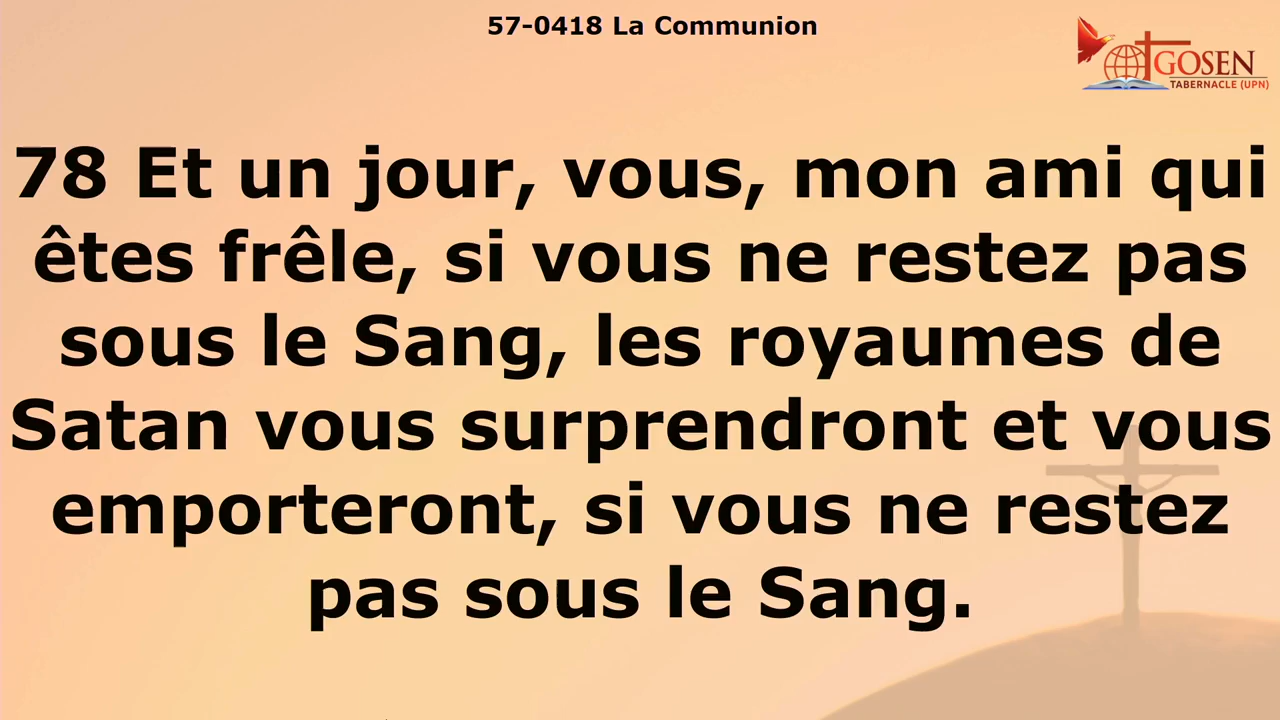 57-0418 La Communion
GOSEN
TABERNACLE (UPN)
78 Et un jour, vous, mon ami qui
êtes frêle, si vous ne restez pas
sous le Sang, les royaumes de
Satan vous surprendront et vous
emporteront, si vous ne restez
pas sous le Sang.